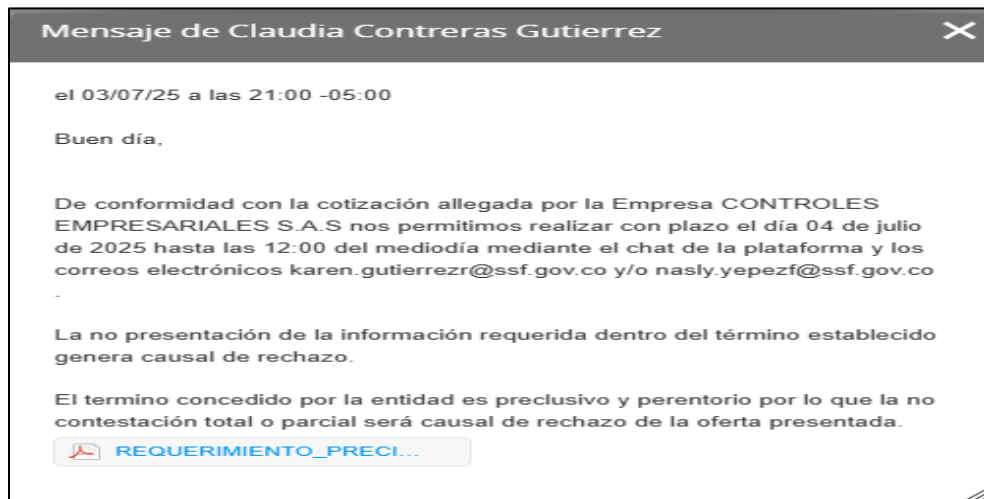 Mensaje de Claudia Contreras Gutierrez
el 03/07/25 a las 21:00 -05:00
Buen día,
De conformidad con la cotización allegada por la Empresa CONTROLES
EMPRESARIALES S.A.S nos permitimos realizar con plazo el día 04 de julio
de 2025 hasta las 12:00 del mediodía mediante el chat de la plataforma y los
correos electrónicos karen.gutierrezr@ssf.gov.co y/o nasly.yepezf@ssf.gov.co
.
La no presentación de la información requerida dentro del término establecido
genera causal de rechazo.
El termino concedido por la entidad es preclusivo y perentorio por lo que la no
contestación total o parcial será causal de rechazo de la oferta presentada.
REQUERIMIENTO_PRECI...